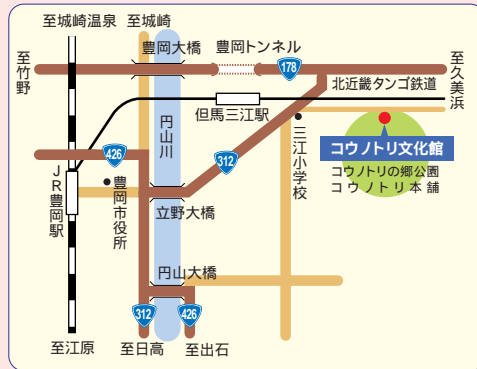 至城崎温泉
至城崎
至竹野
豊岡大橋
豊岡トンネル
178
至久美浜
北近畿タンゴ鉄道
但馬三江駅
円山川
コウノトリ文化館
コウノトリの郷公園
コウノトリ本舗
三江小学校
426
312
JR豊岡駅
豊岡市役所
立野大橋
円山大橋
312
426
至江原
至日高
至出石